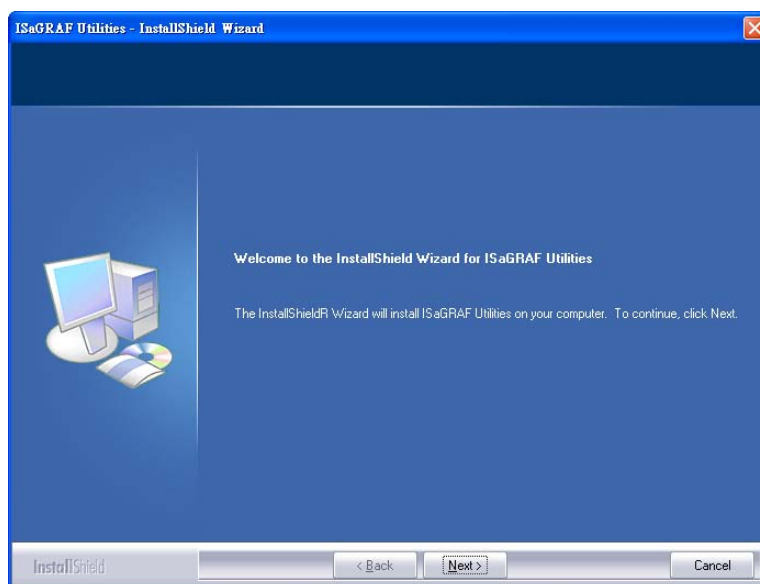 ISaGRAF Utilities - InstallShield Wizard
Welcome to the InstallShield Wizard for ISaGRAF Utilities
The InstallShieldR Wizard will install ISaGRAF Utilities on your computer. To continue, click Next.
InstallShield
< Back
Next >
Cancel